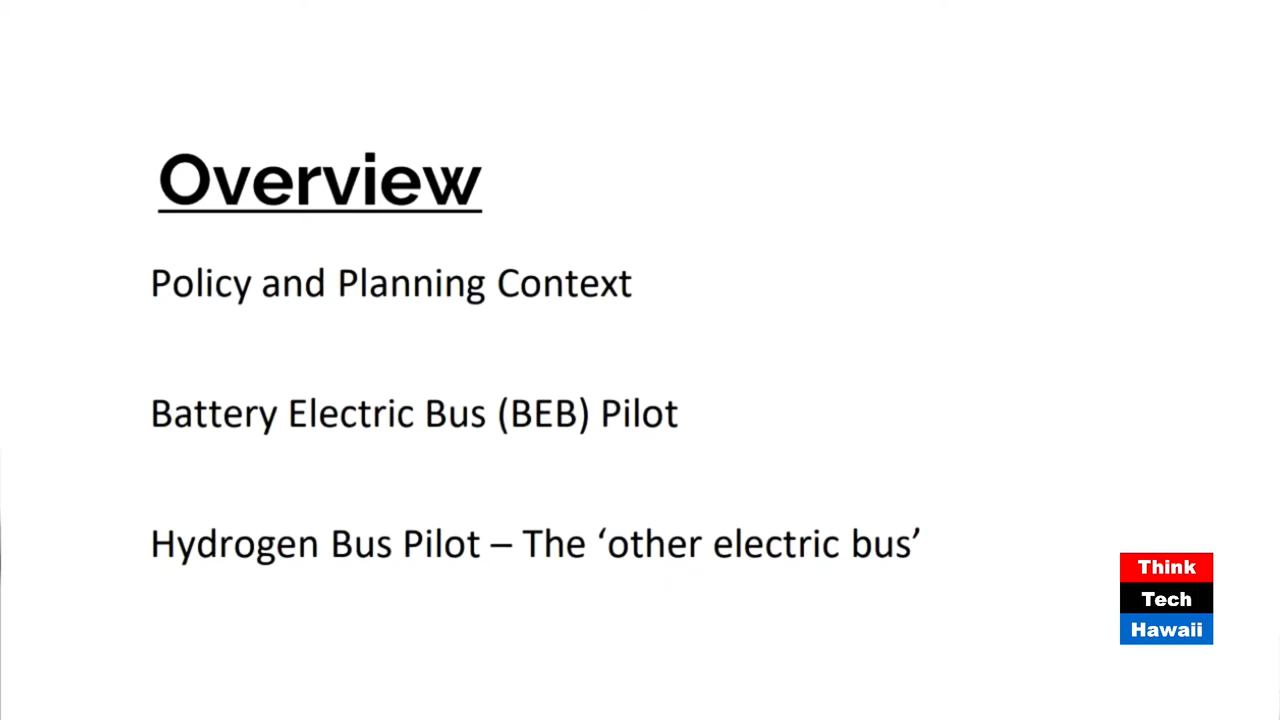 Overview
Policy and Planning Context
Battery Electric Bus (BEB) Pilot
Hydrogen Bus Pilot – The ‘other electric bus’
Think
Tech
Hawaii